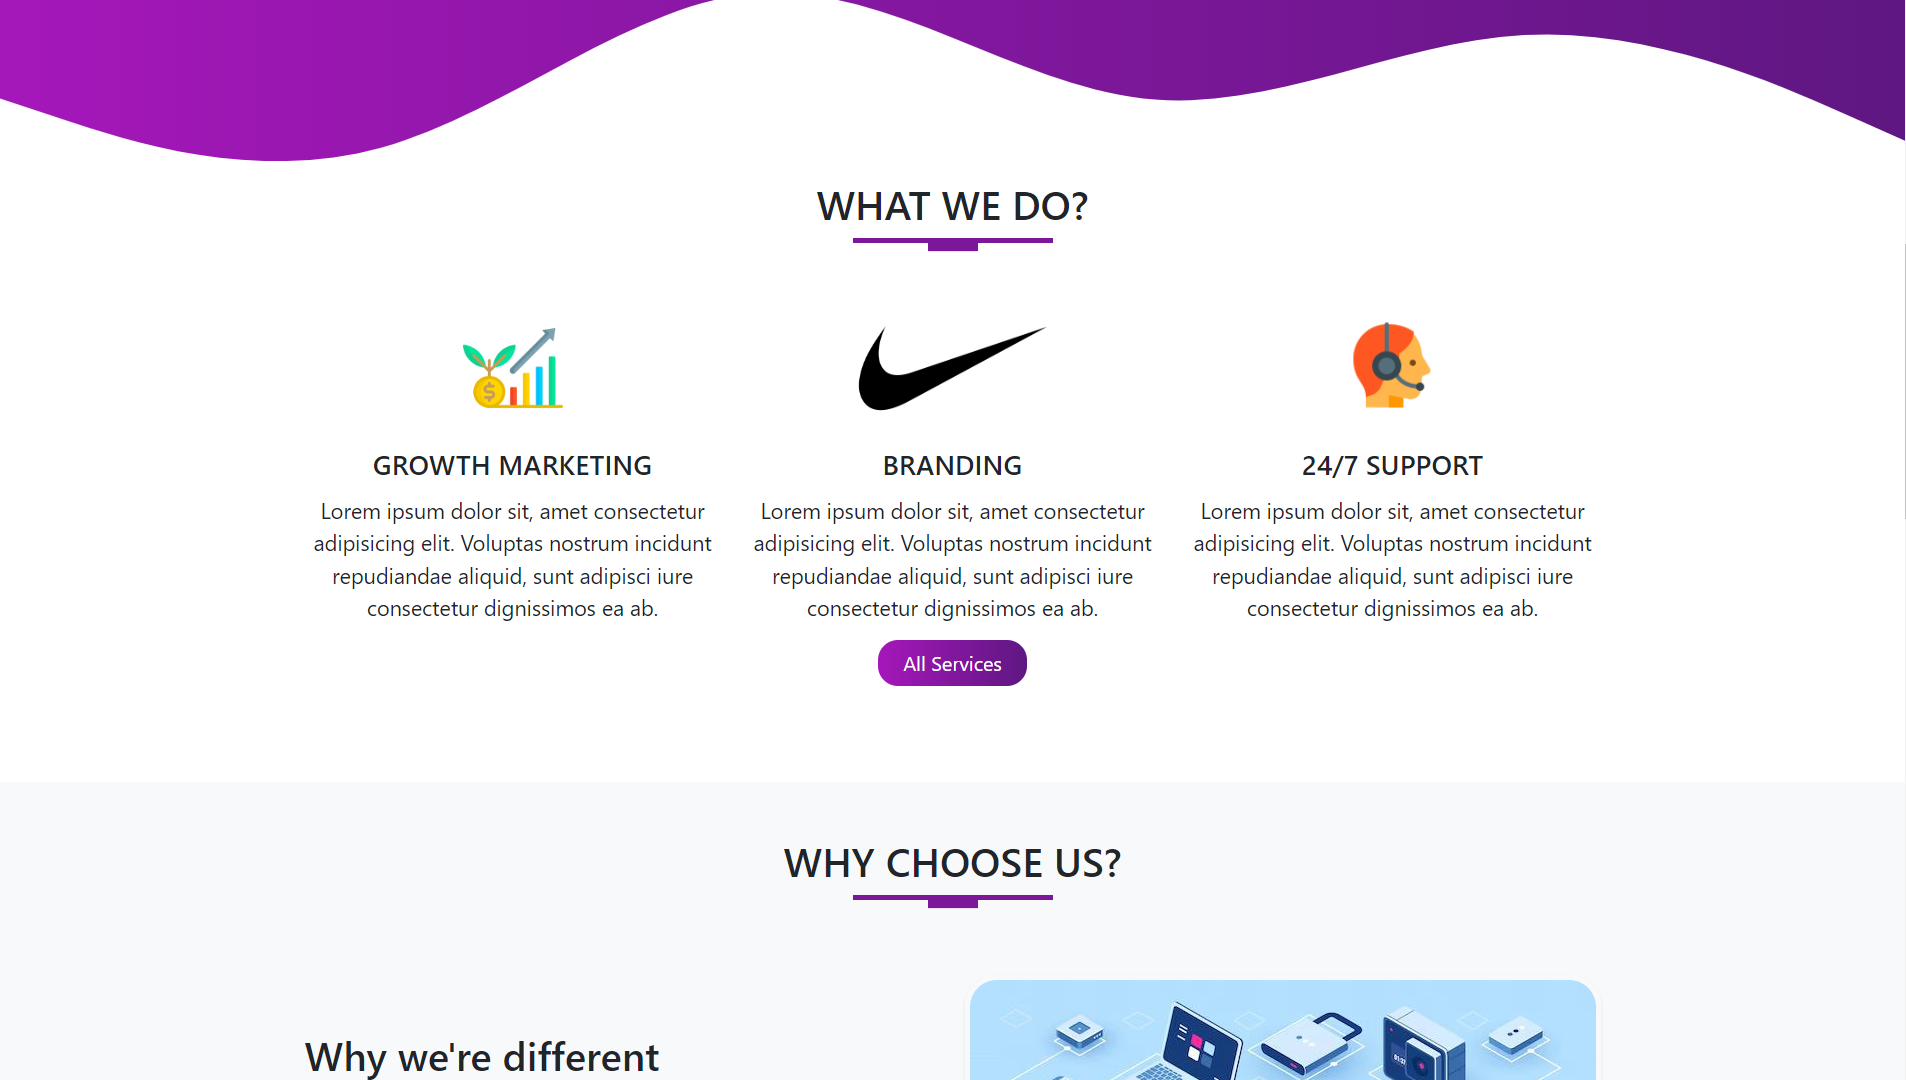 WHAT WE DO?
$
GROWTH MARKETING
Lorem ipsum dolor sit, amet consectetur
adipisicing elit. Voluptas nostrum incidunt
repudiandae aliquid, sunt adipisci iure
consectetur dignissimos ea ab.
BRANDING
Lorem ipsum dolor sit, amet consectetur
adipisicing elit. Voluptas nostrum incidunt
repudiandae aliquid, sunt adipisci iure
consectetur dignissimos ea ab.
24/7 SUPPORT
Lorem ipsum dolor sit, amet consectetur
adipisicing elit. Voluptas nostrum incidunt
repudiandae aliquid, sunt adipisci iure
consectetur dignissimos ea ab.
All Services
WHY CHOOSE US?
Why we're different